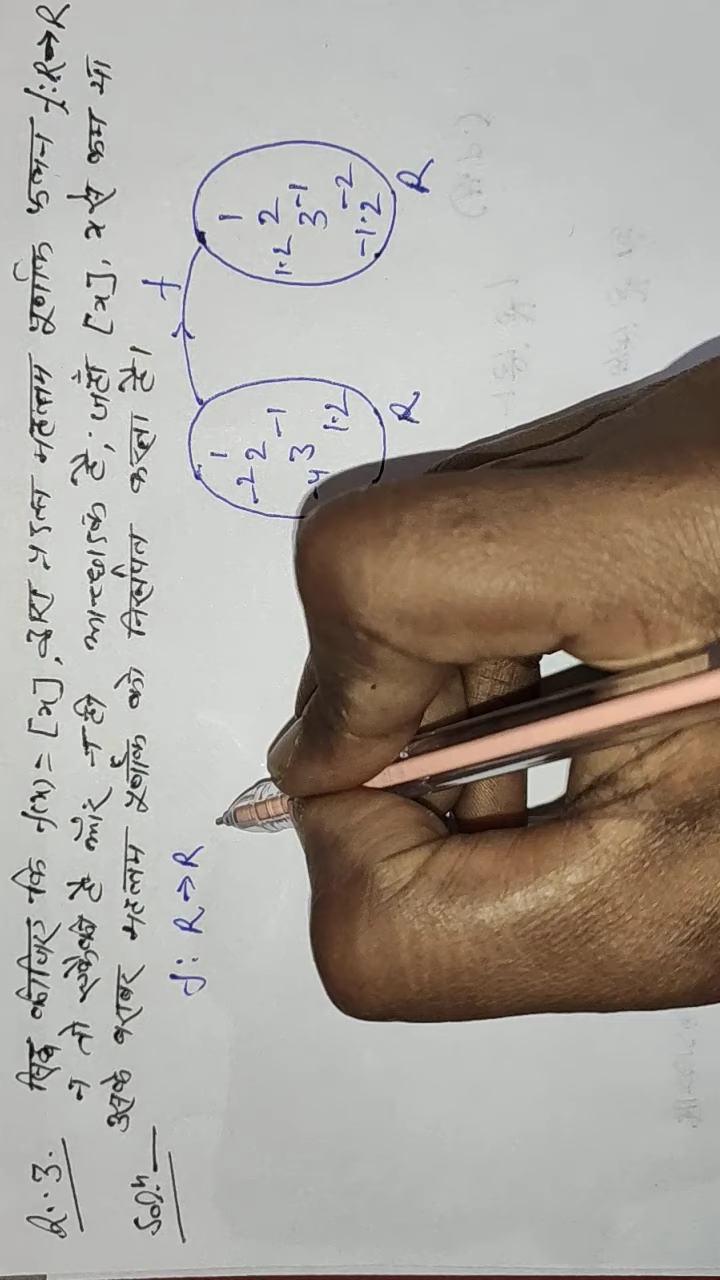 Q.3. सिद्ध कीजिए कि f(x) = [x], द्वारा प्रदत्त महत्तम पूर्णांक फलन f:R→R
न तो एकैकी है और न ही आच्छादक है, जहाँ [x], x से कम या
उसके बराबर महत्तम पूर्णांक को निरूपित करता है।
Solⁿ.
f: R→R
f
1
-2 2
-1
4 3
1.2
R
1
1.2 2
3 -1
-2
-1.2
R